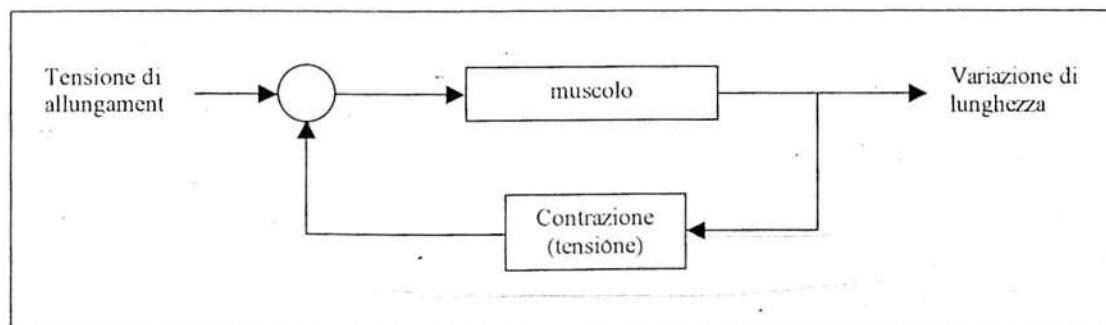 Tensione di
allungament
muscolo
Variazione di
lunghezza
Contrazione
(tensione)